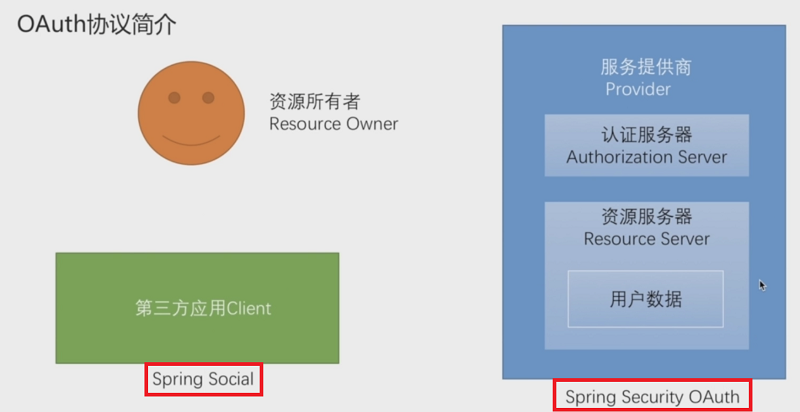 OAuth协议简介
资源所有者
Resource Owner
服务提供商
Provider
认证服务器
Authorization Server
资源服务器
Resource Server
用户数据
第三方应用Client
Spring Social
Spring Security OAuth